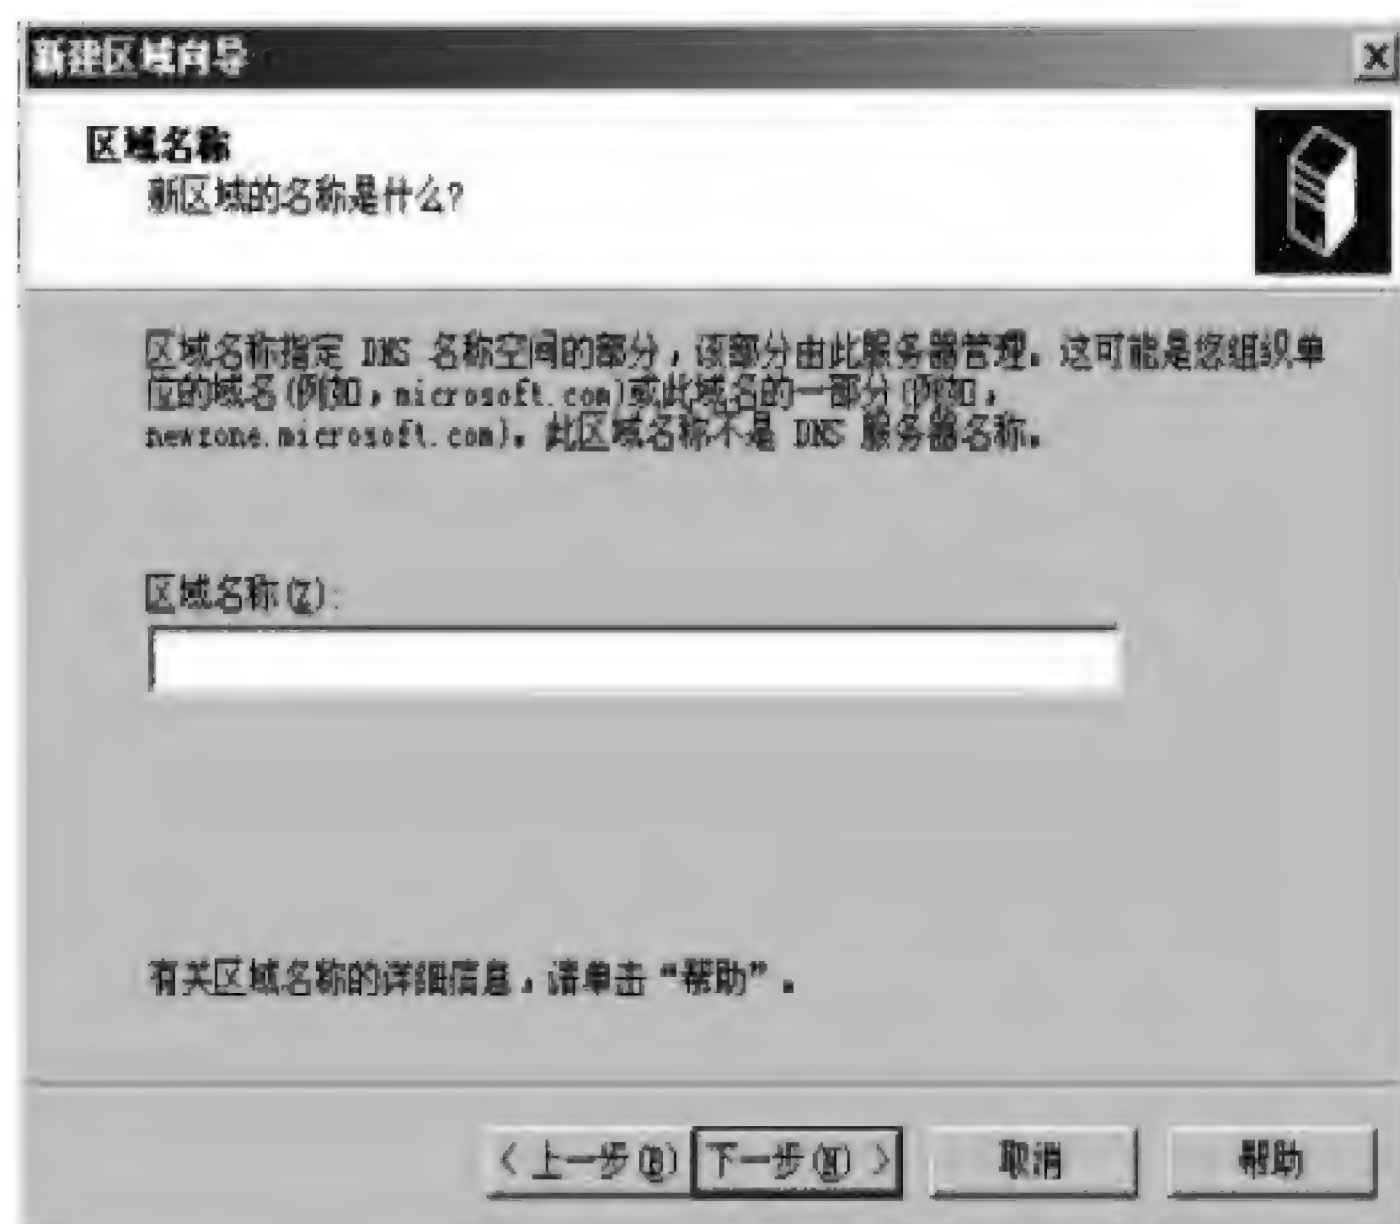 新建区域向导
区域名称
新区域的名称是什么?
区域名称指定 DNS 名称空间的部分，该部分由此服务器管理。这可能是您组织单
位的域名(例如，microsoft.com)或此域名的一部分(例如，
newzone.microsoft.com)。此区域名称不是 DNS 服务器名称。
区域名称(Z):
有关区域名称的详细信息，请单击“帮助”。
< 上一步(B) 下一步(N) > 取消 帮助